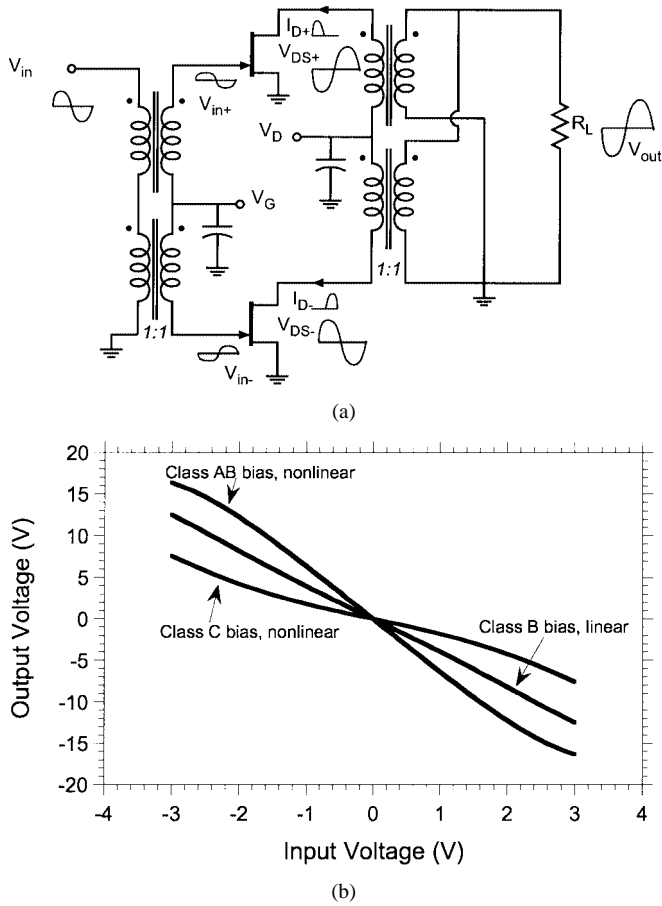 I_D+
V_DS+
V_in
V_in+
V_D
R_L
V_out
V_G
1:1
1:1
I_D-
V_DS-
V_in-
(a)
20
15
10
5
0
-5
-10
-15
-20
Output Voltage (V)
Class AB bias, nonlinear
Class C bias, nonlinear
Class B bias, linear
-4 -3 -2 -1 0 1 2 3 4
Input Voltage (V)
(b)